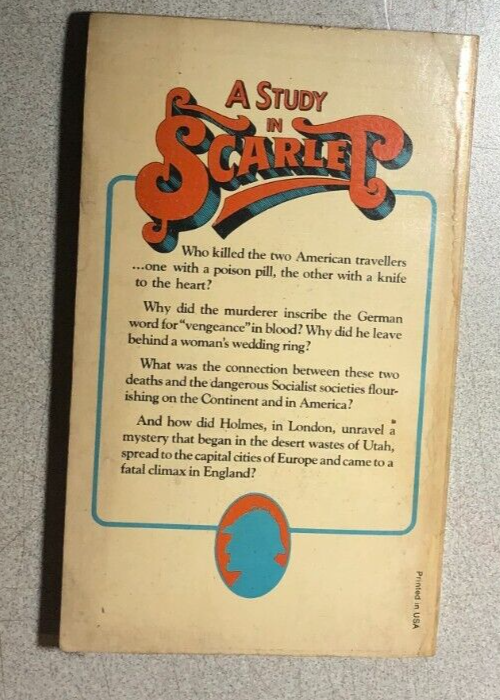 A STUDY
IN
SCARLET
Who killed the two American travellers
...one with a poison pill, the other with a knife
to the heart?
Why did the murderer inscribe the German
word for "vengeance" in blood? Why did he leave
behind a woman's wedding ring?
What was the connection between these two
deaths and the dangerous Socialist societies flour-
ishing on the Continent and in America?
And how did Holmes, in London, unravel a
mystery that began in the desert wastes of Utah,
spread to the capital cities of Europe and came to a
fatal climax in England?
Printed in USA